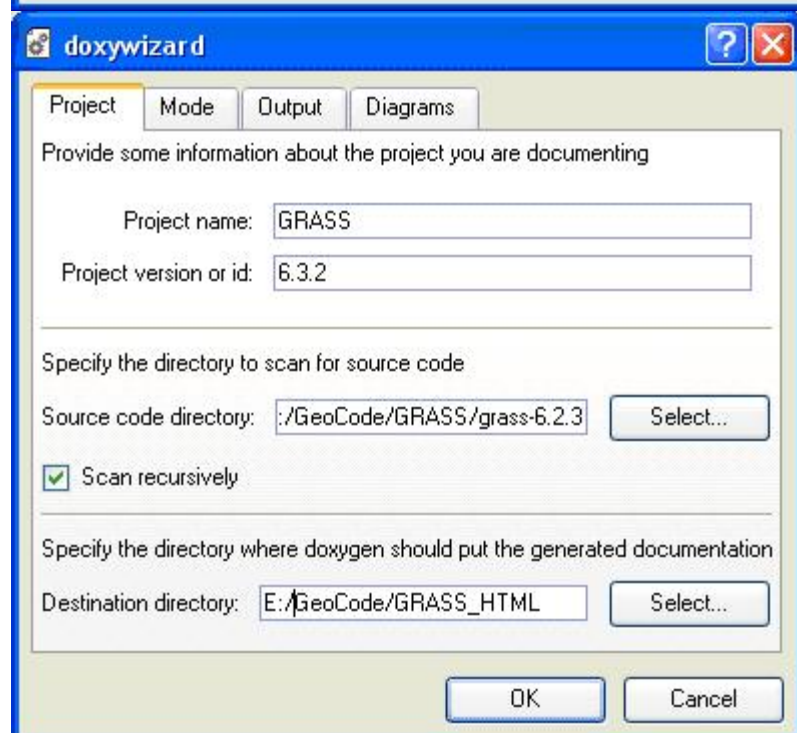 doxywizard
Project Mode Output Diagrams
Provide some information about the project you are documenting
Project name: GRASS
Project version or id: 6.3.2
Specify the directory to scan for source code
Source code directory: :/GeoCode/GRASS/grass-6.2.3 Select...
Scan recursively
Specify the directory where doxygen should put the generated documentation
Destination directory: E:/GeoCode/GRASS_HTML Select...
OK Cancel